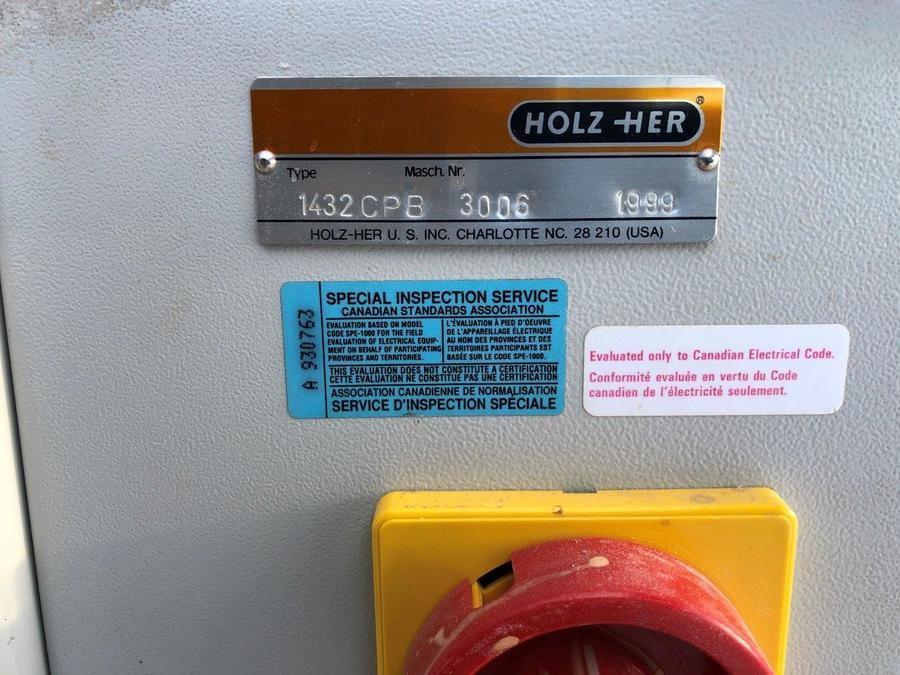 HOLZ-HER®
Type Masch. Nr.
1432CPB 3006 1999
HOLZ-HER U. S. INC. CHARLOTTE NC. 28 210 (USA)
A 930763
SPECIAL INSPECTION SERVICE
CANADIAN STANDARDS ASSOCIATION
EVALUATION BASED ON MODEL
CODE SPE-1000 FOR THE FIELD
EVALUATION OF ELECTRICAL EQUIP-
MENT ON BEHALF OF PARTICIPATING
PROVINCES AND TERRITORIES.
L'ÉVALUATION À PIED D'OEUVRE
DE L'APPAREILLAGE ÉLECTRIQUE
AU NOM DES PROVINCES ET DES
TERRITOIRES PARTICIPANTS EST
BASÉE SUR LE CODE SPE-1000.
THIS EVALUATION DOES NOT CONSTITUTE A CERTIFICATION
CETTE EVALUATION NE CONSTITUE PAS UNE CERTIFICATION
ASSOCIATION CANADIENNE DE NORMALISATION
SERVICE D'INSPECTION SPÉCIALE
Evaluated only to Canadian Electrical Code.
Conformité evaluée en vertu du Code
canadien de l'électricité seulement.